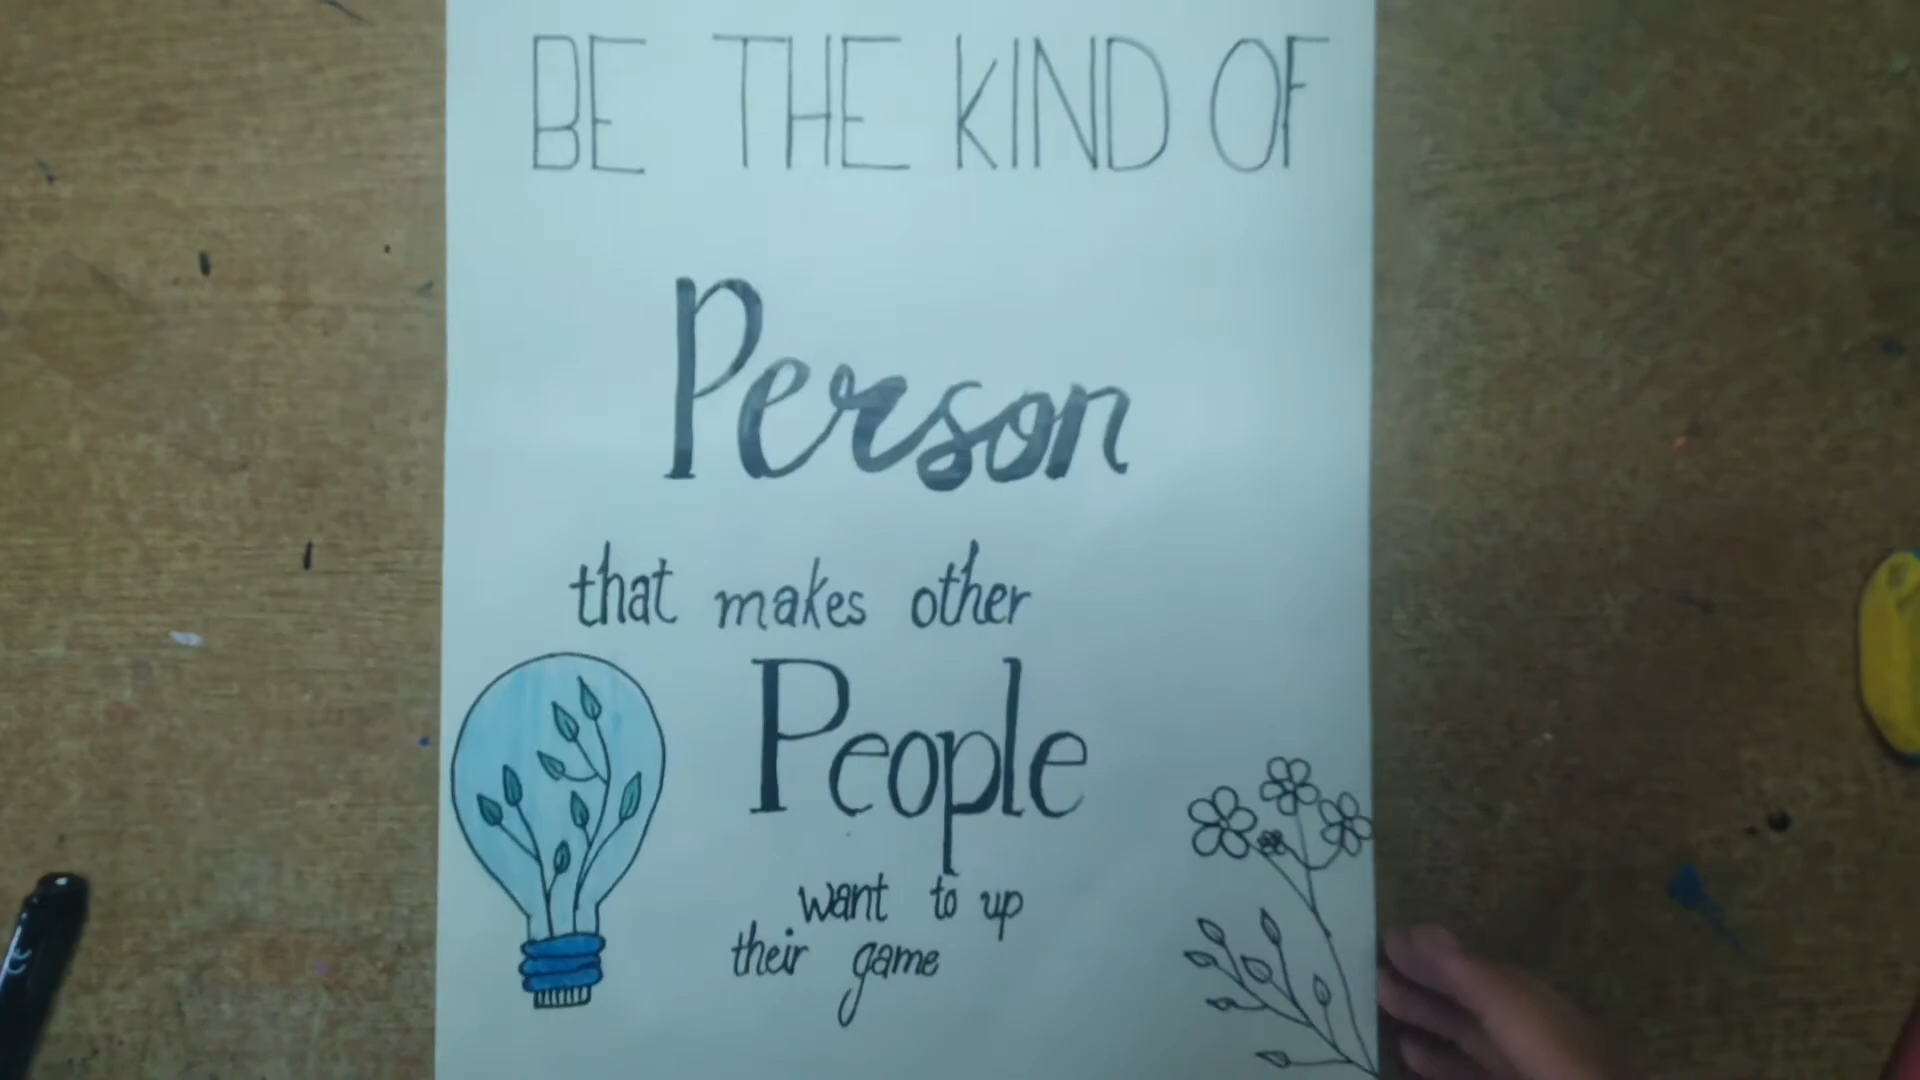 BE THE KIND OF
Person
that makes other
People
want to up
their game